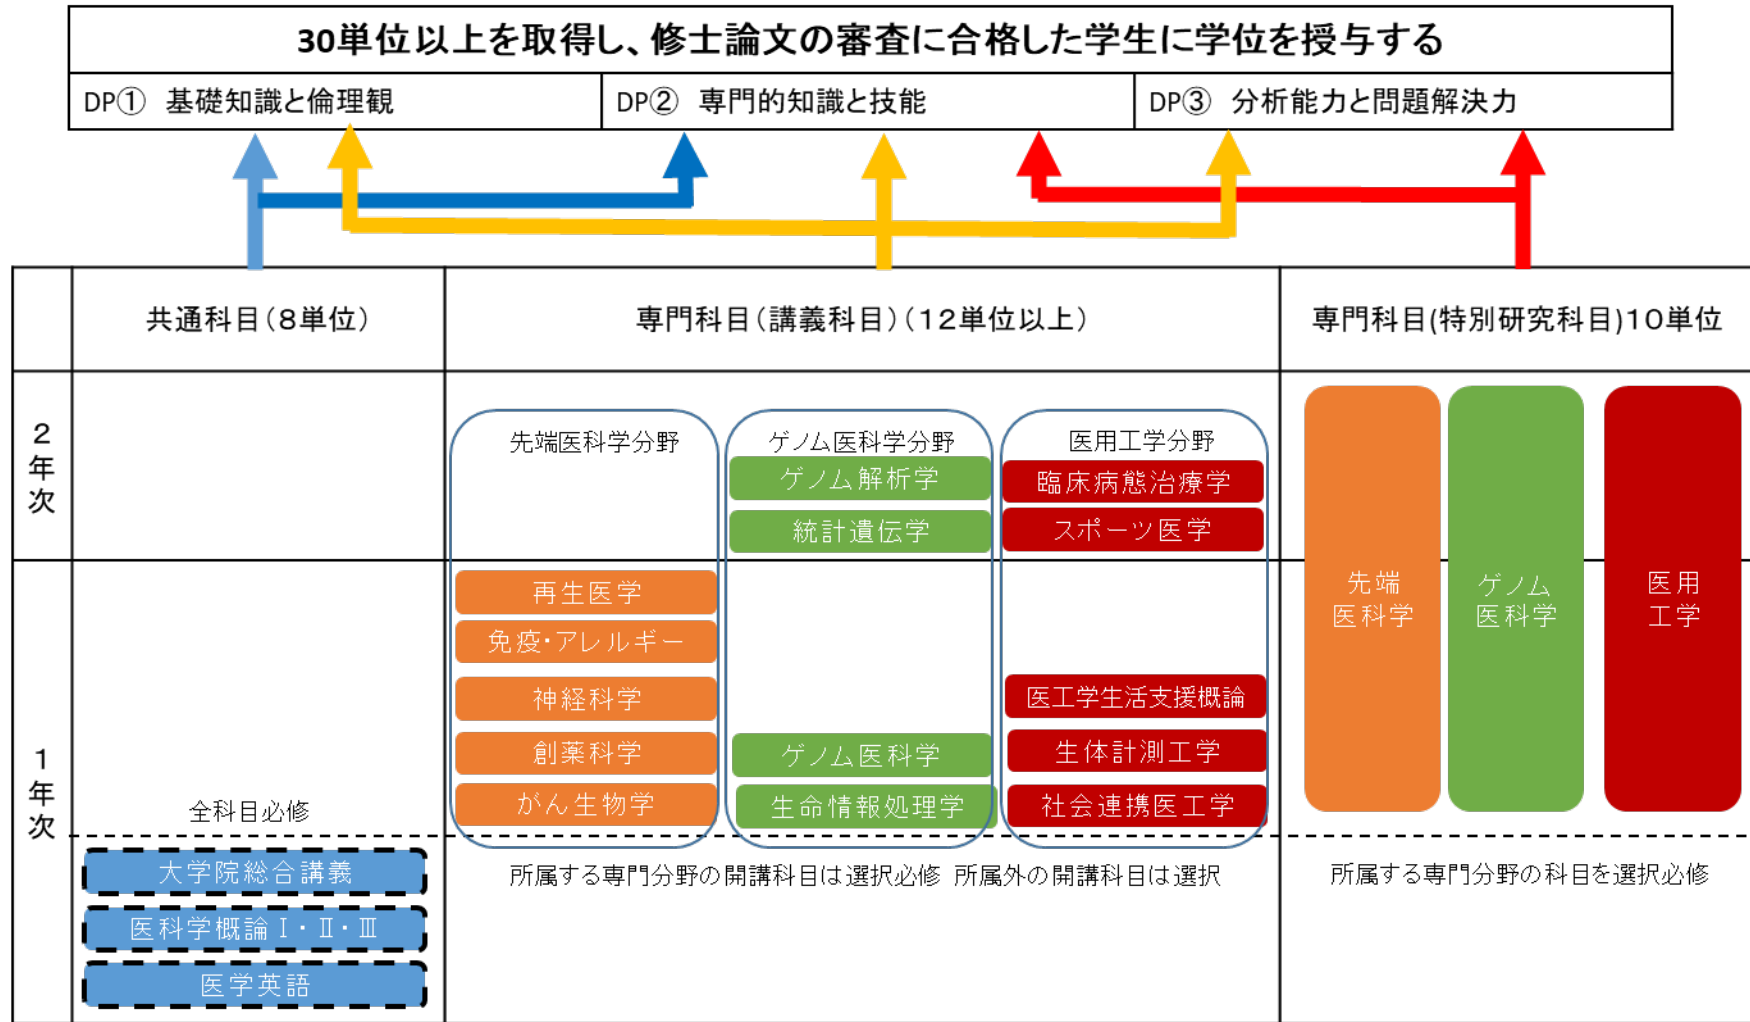 30単位以上を取得し、修士論文の審査に合格した学生に学位を授与する
DP① 基礎知識と倫理観
DP② 専門的知識と技能
DP③ 分析能力と問題解決力
共通科目(8単位)
専門科目(講義科目)(12単位以上)
専門科目(特別研究科目)10単位
2年次
先端医科学分野
ゲノム医科学分野
ゲノム解析学
統計遺伝学
医用工学分野
臨床病態治療学
スポーツ医学
1年次
再生医学
免疫・アレルギー
神経科学
創薬科学
がん生物学
ゲノム医科学
生命情報処理学
医工学生活支援概論
生体計測工学
社会連携医工学
先端
医科学
ゲノム
医科学
医用
工学
全科目必修
大学院総合講義
医科学概論Ⅰ・Ⅱ・Ⅲ
医学英語
所属する専門分野の開講科目は選択必修 所属外の開講科目は選択
所属する専門分野の科目を選択必修